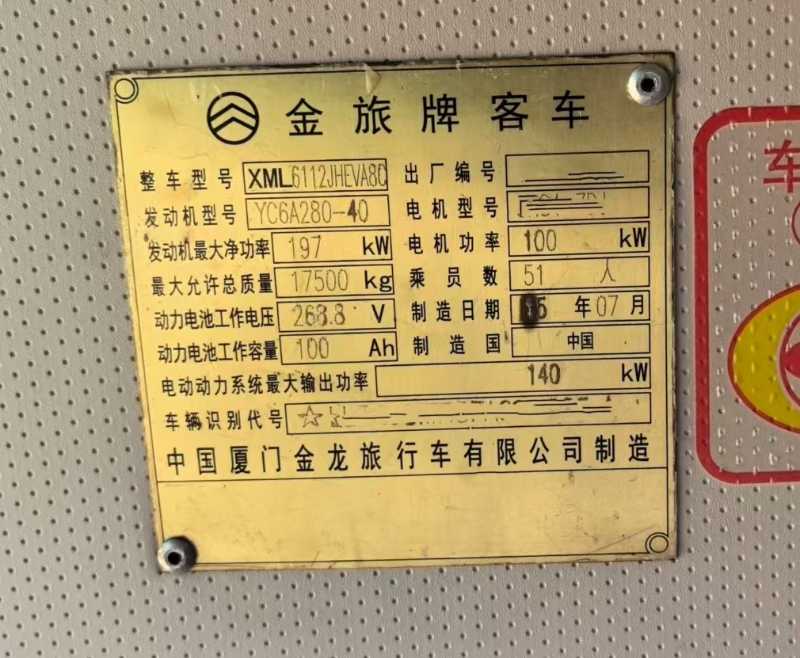 金旅牌客车
整车型号 XML6112JHEVA8C 出厂编号
发动机型号 YC6A280-40 电机型号
发动机最大净功率 197 kW 电机功率 100 kW
最大允许总质量 17500 kg 乘员数 51 人
动力电池工作电压 268.8 V 制造日期 年 07 月
动力电池工作容量 100 Ah 制造国 中国
电动动力系统最大输出功率 140 kW
车辆识别代号
中国厦门金龙旅行车有限公司制造
车